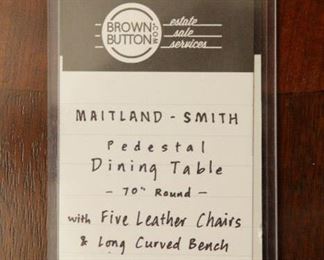 BROWN
BUTTON
.COM
estate
sale
services
MAITLAND - SMITH
Pedestal
Dining Table
- 70" Round -
with Five Leather Chairs
& Long Curved Bench